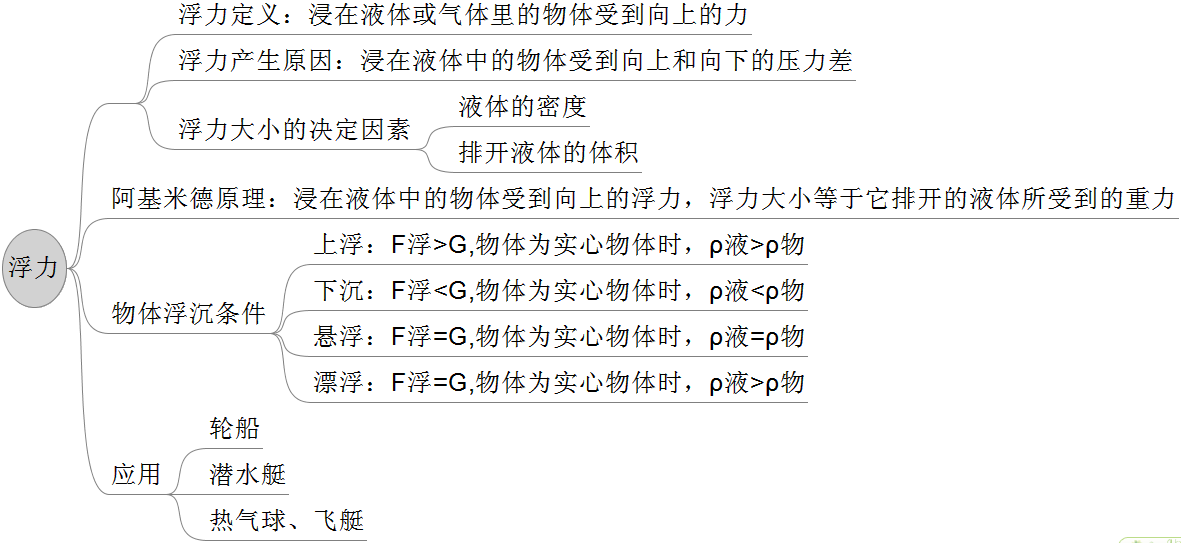 浮力定义：浸在液体或气体里的物体受到向上的力
浮力产生原因：浸在液体中的物体受到向上和向下的压力差
浮力大小的决定因素
液体的密度
排开液体的体积
阿基米德原理：浸在液体中的物体受到向上的浮力，浮力大小等于它排开的液体所受到的重力
浮力
物体浮沉条件
上浮：F浮>G,物体为实心物体时，ρ液>ρ物
下沉：F浮<G,物体为实心物体时，ρ液<ρ物
悬浮：F浮=G,物体为实心物体时，ρ液=ρ物
漂浮：F浮=G,物体为实心物体时，ρ液>ρ物
应用
轮船
潜水艇
热气球、飞艇